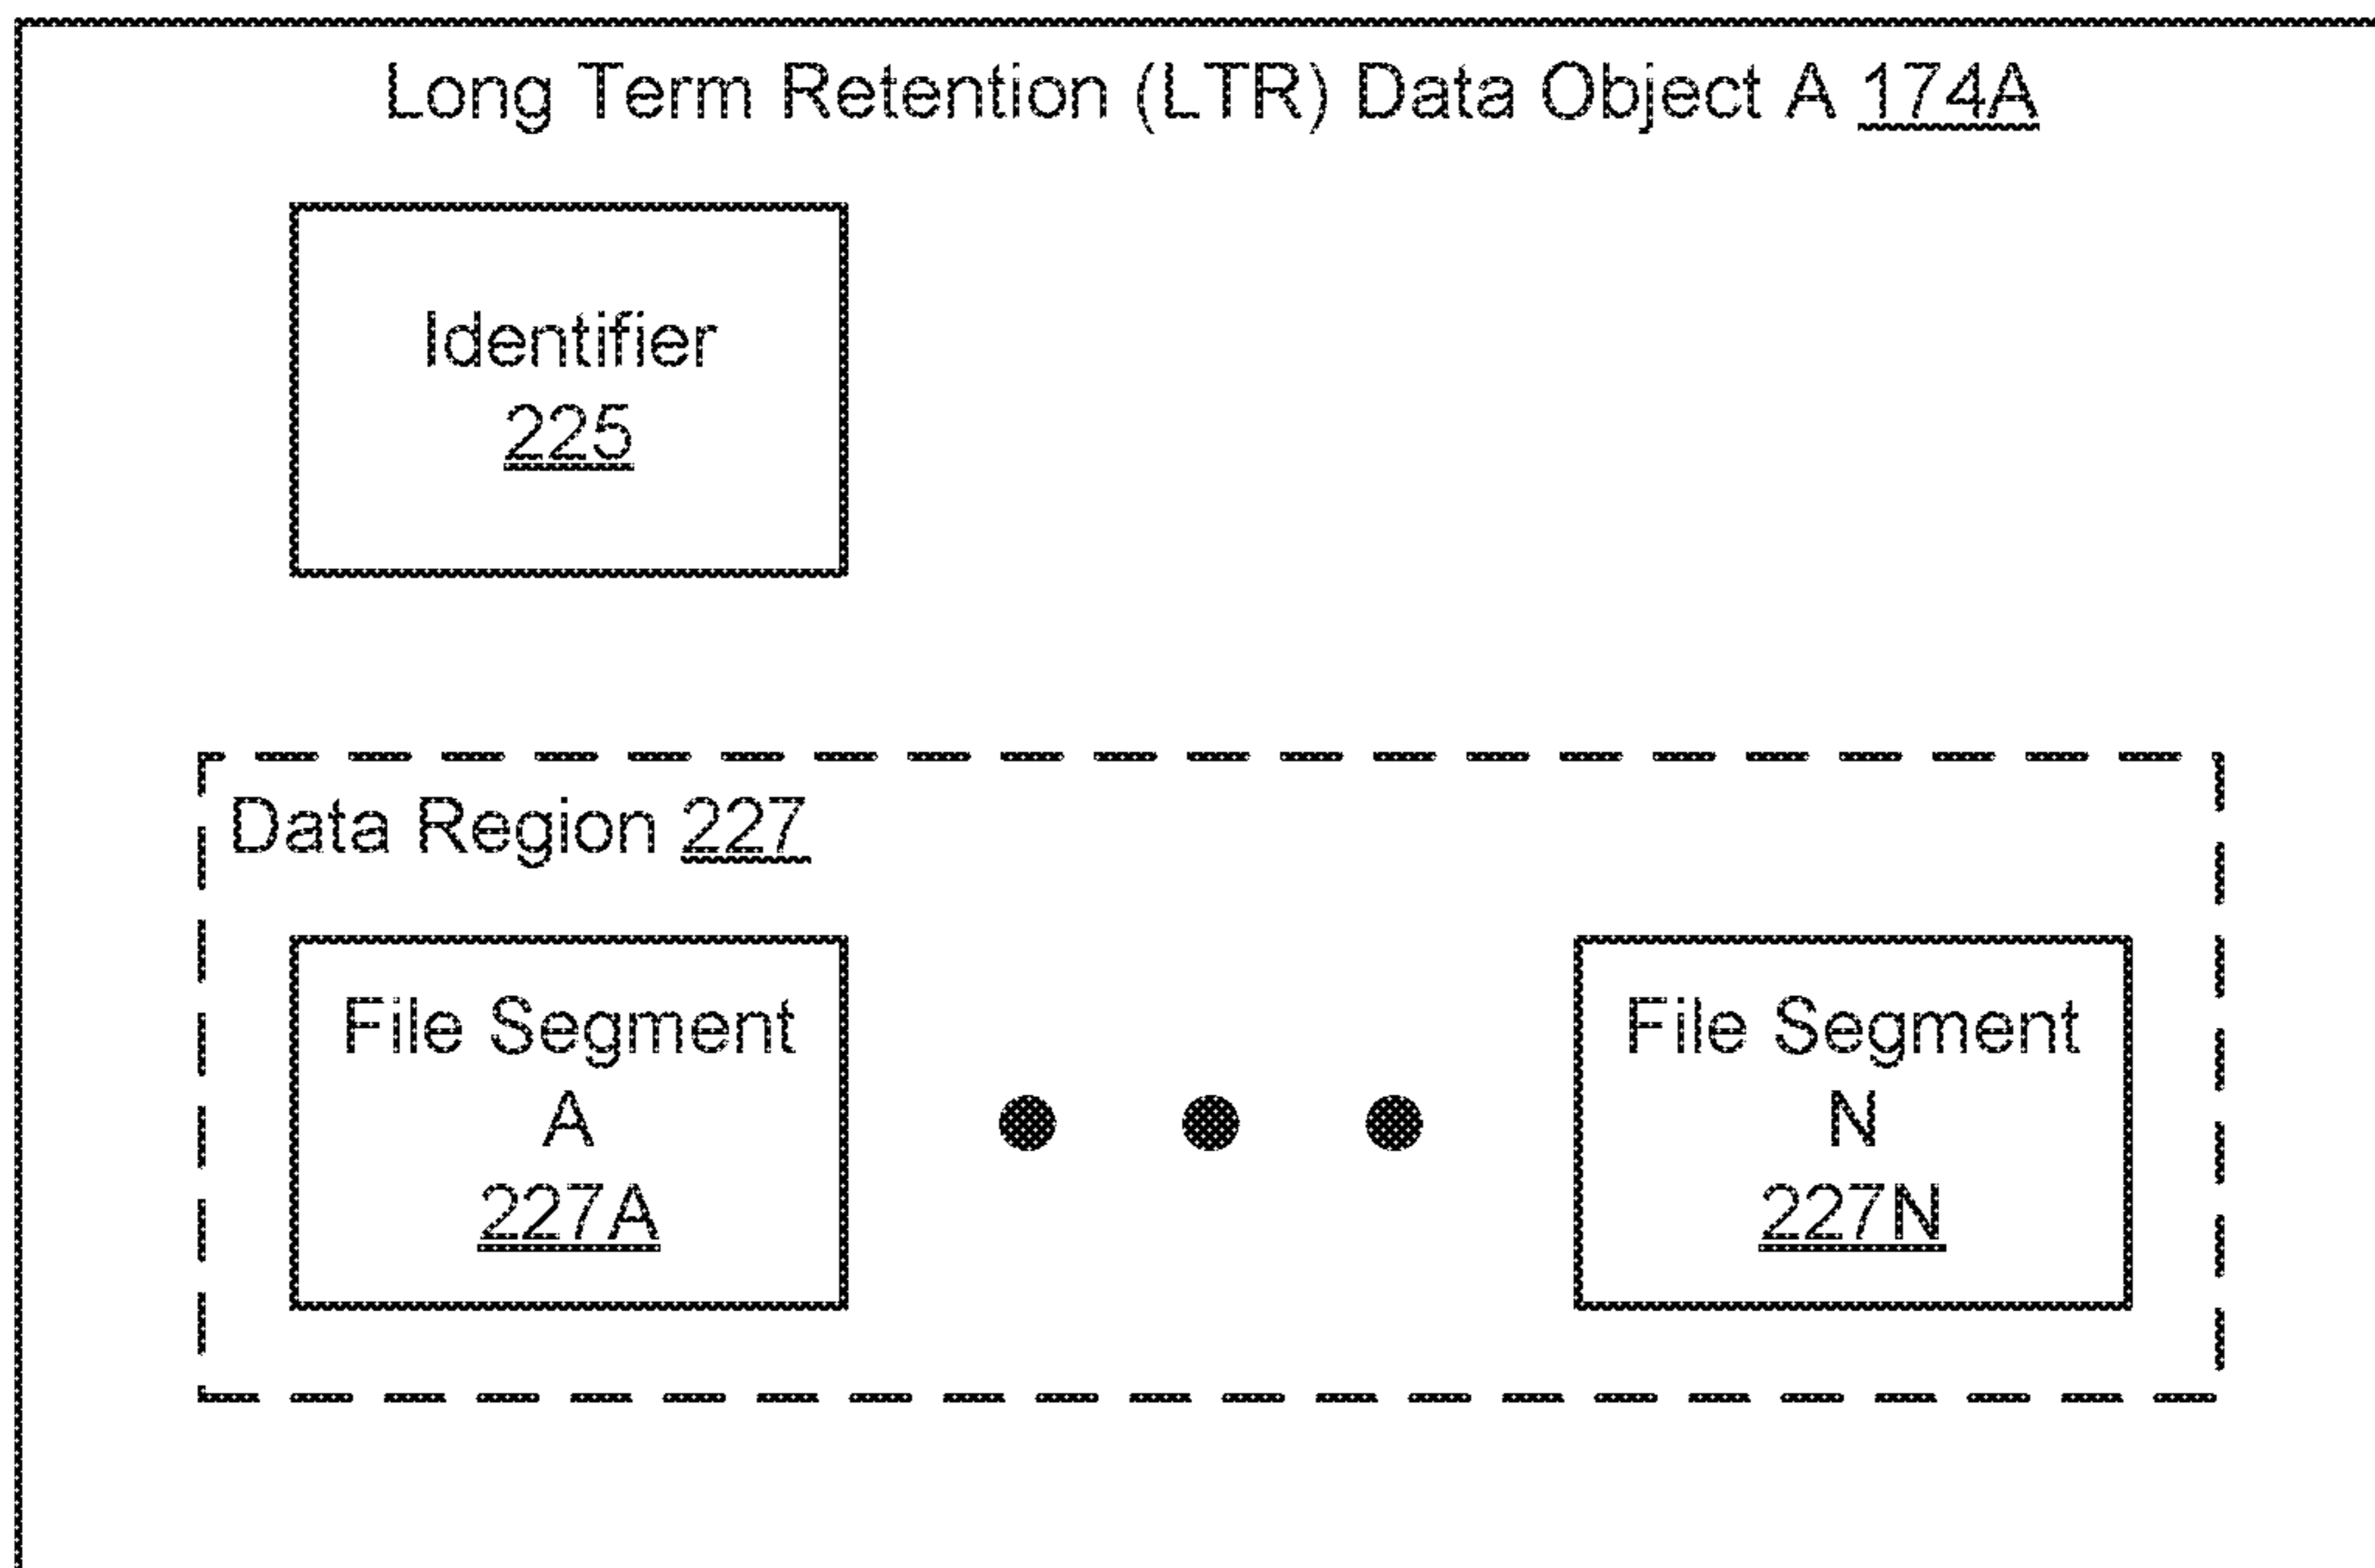 Long Term Retention (LTR) Data Object A 174A
Identifier
225
Data Region 227
File Segment
A
227A
File Segment
N
227N